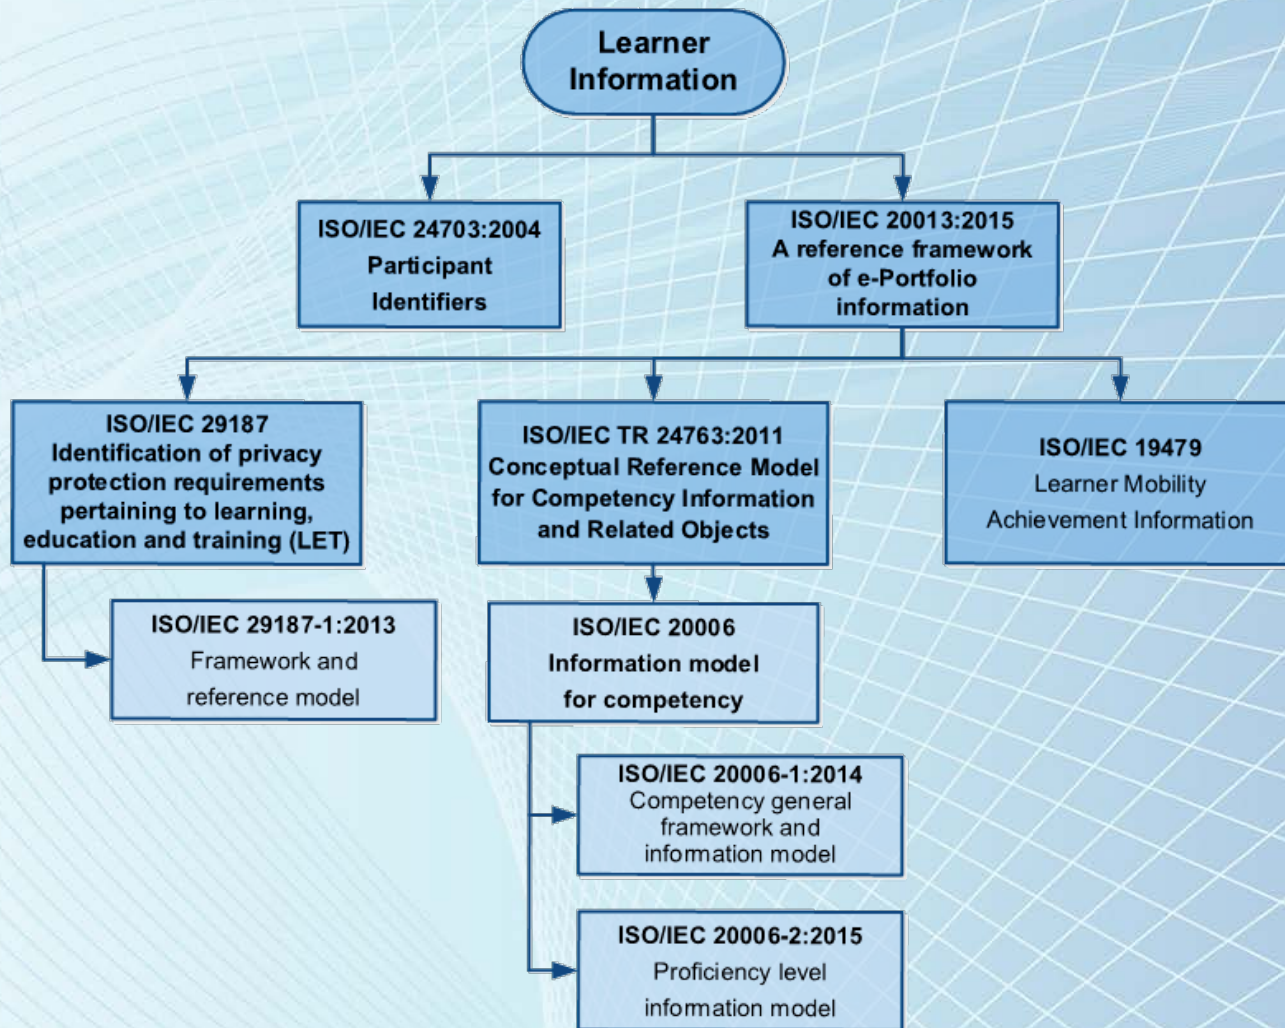 Learner
Information
ISO/IEC 24703:2004
Participant
Identifiers
ISO/IEC 20013:2015
A reference framework
of e-Portfolio
information
ISO/IEC 29187
Identification of privacy
protection requirements
pertaining to learning,
education and training (LET)
ISO/IEC TR 24763:2011
Conceptual Reference Model
for Competency Information
and Related Objects
ISO/IEC 19479
Learner Mobility
Achievement Information
ISO/IEC 29187-1:2013
Framework and
reference model
ISO/IEC 20006
Information model
for competency
ISO/IEC 20006-1:2014
Competency general
framework and
information model
ISO/IEC 20006-2:2015
Proficiency level
information model